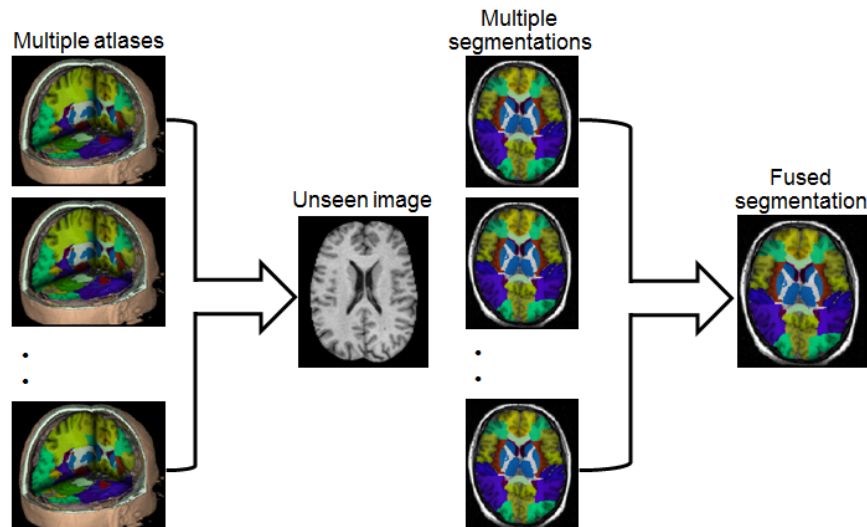 Multiple atlases
Unseen image
Multiple
segmentations
Fused
segmentation